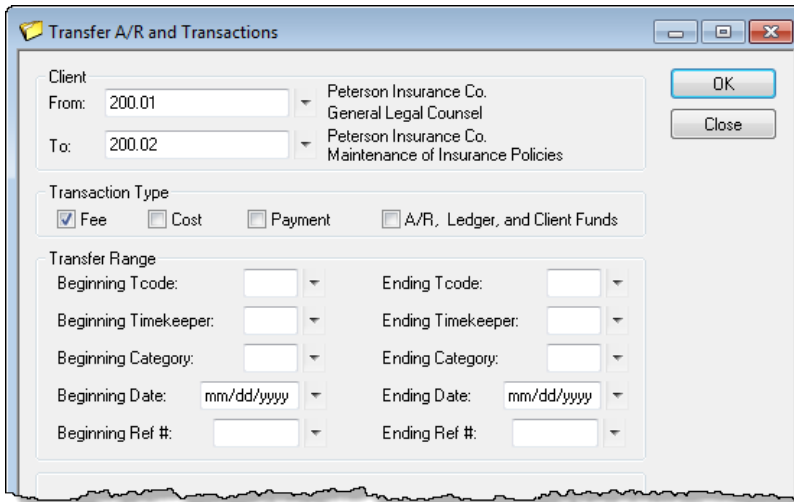 Transfer A/R and Transactions
Client
From: 200.01 Peterson Insurance Co.
General Legal Counsel
To: 200.02 Peterson Insurance Co.
Maintenance of Insurance Policies
OK
Close
Transaction Type
Fee Cost Payment A/R, Ledger, and Client Funds
Transfer Range
Beginning Tcode: Ending Tcode:
Beginning Timekeeper: Ending Timekeeper:
Beginning Category: Ending Category:
Beginning Date: mm/dd/yyyy Ending Date: mm/dd/yyyy
Beginning Ref #: Ending Ref #: